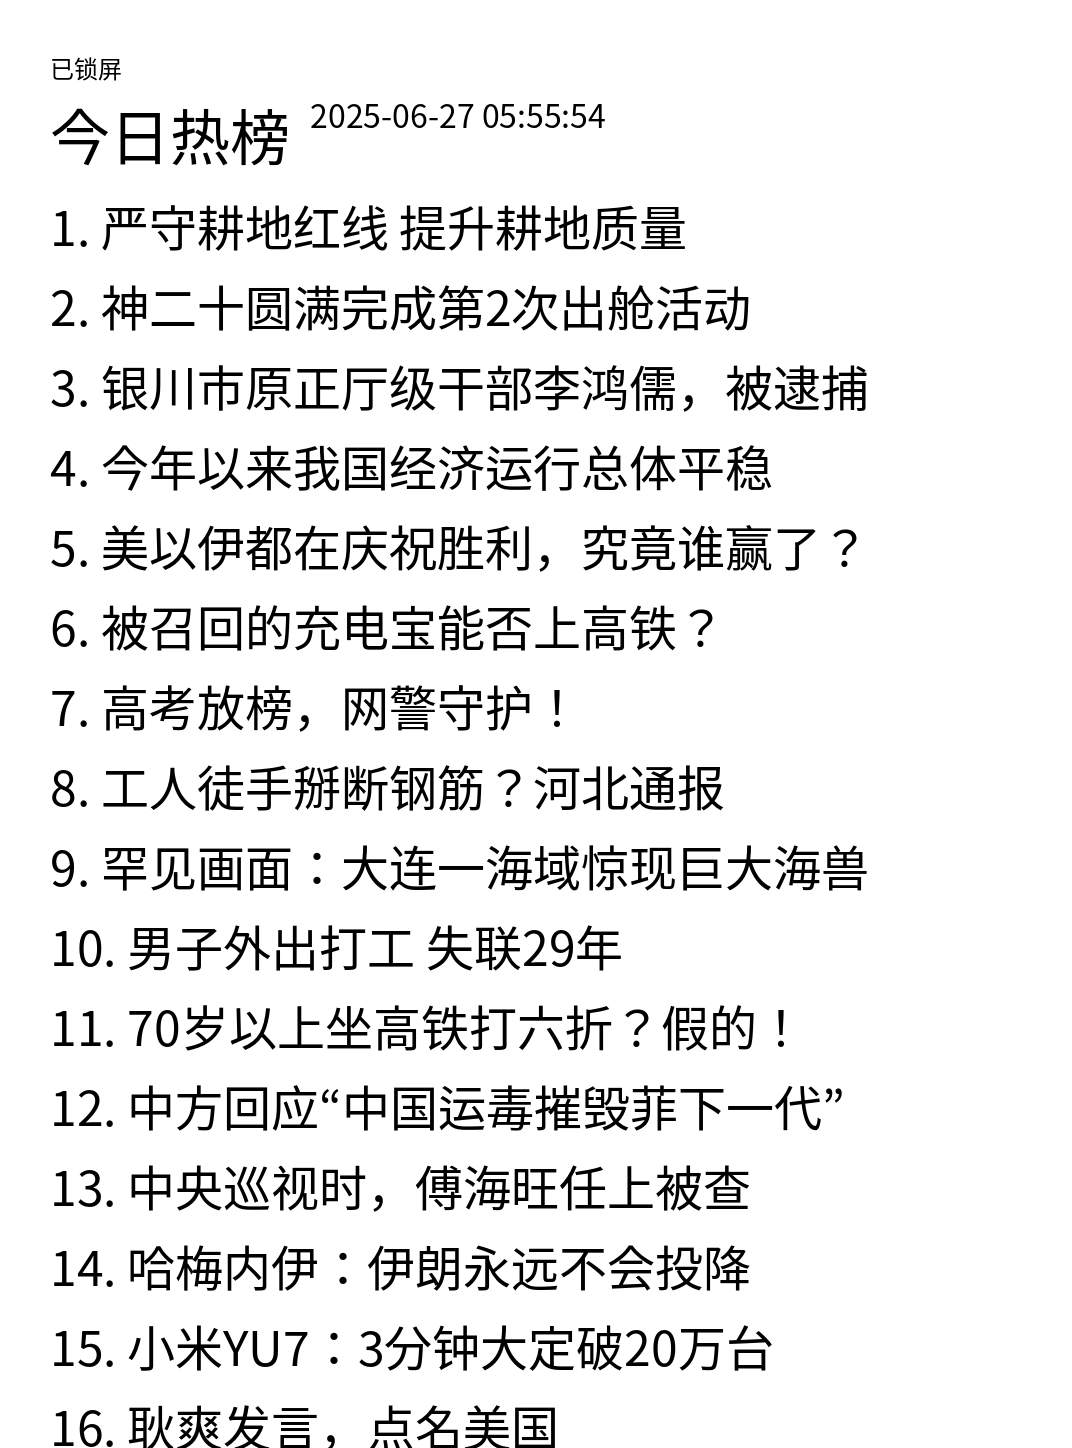 已锁屏
今日热榜 2025-06-27 05:55:54
1. 严守耕地红线 提升耕地质量
2. 神二十圆满完成第2次出舱活动
3. 银川市原正厅级干部李鸿儒，被逮捕
4. 今年以来我国经济运行总体平稳
5. 美以伊都在庆祝胜利，究竟谁赢了？
6. 被召回的充电宝能否上高铁？
7. 高考放榜，网警守护！
8. 工人徒手掰断钢筋？河北通报
9. 罕见画面：大连一海域惊现巨大海兽
10. 男子外出打工 失联29年
11. 70岁以上坐高铁打六折？假的！
12. 中方回应“中国运毒摧毁菲下一代”
13. 中央巡视时，傅海旺任上被查
14. 哈梅内伊：伊朗永远不会投降
15. 小米YU7：3分钟大定破20万台
16. 耿爽发言，点名美国